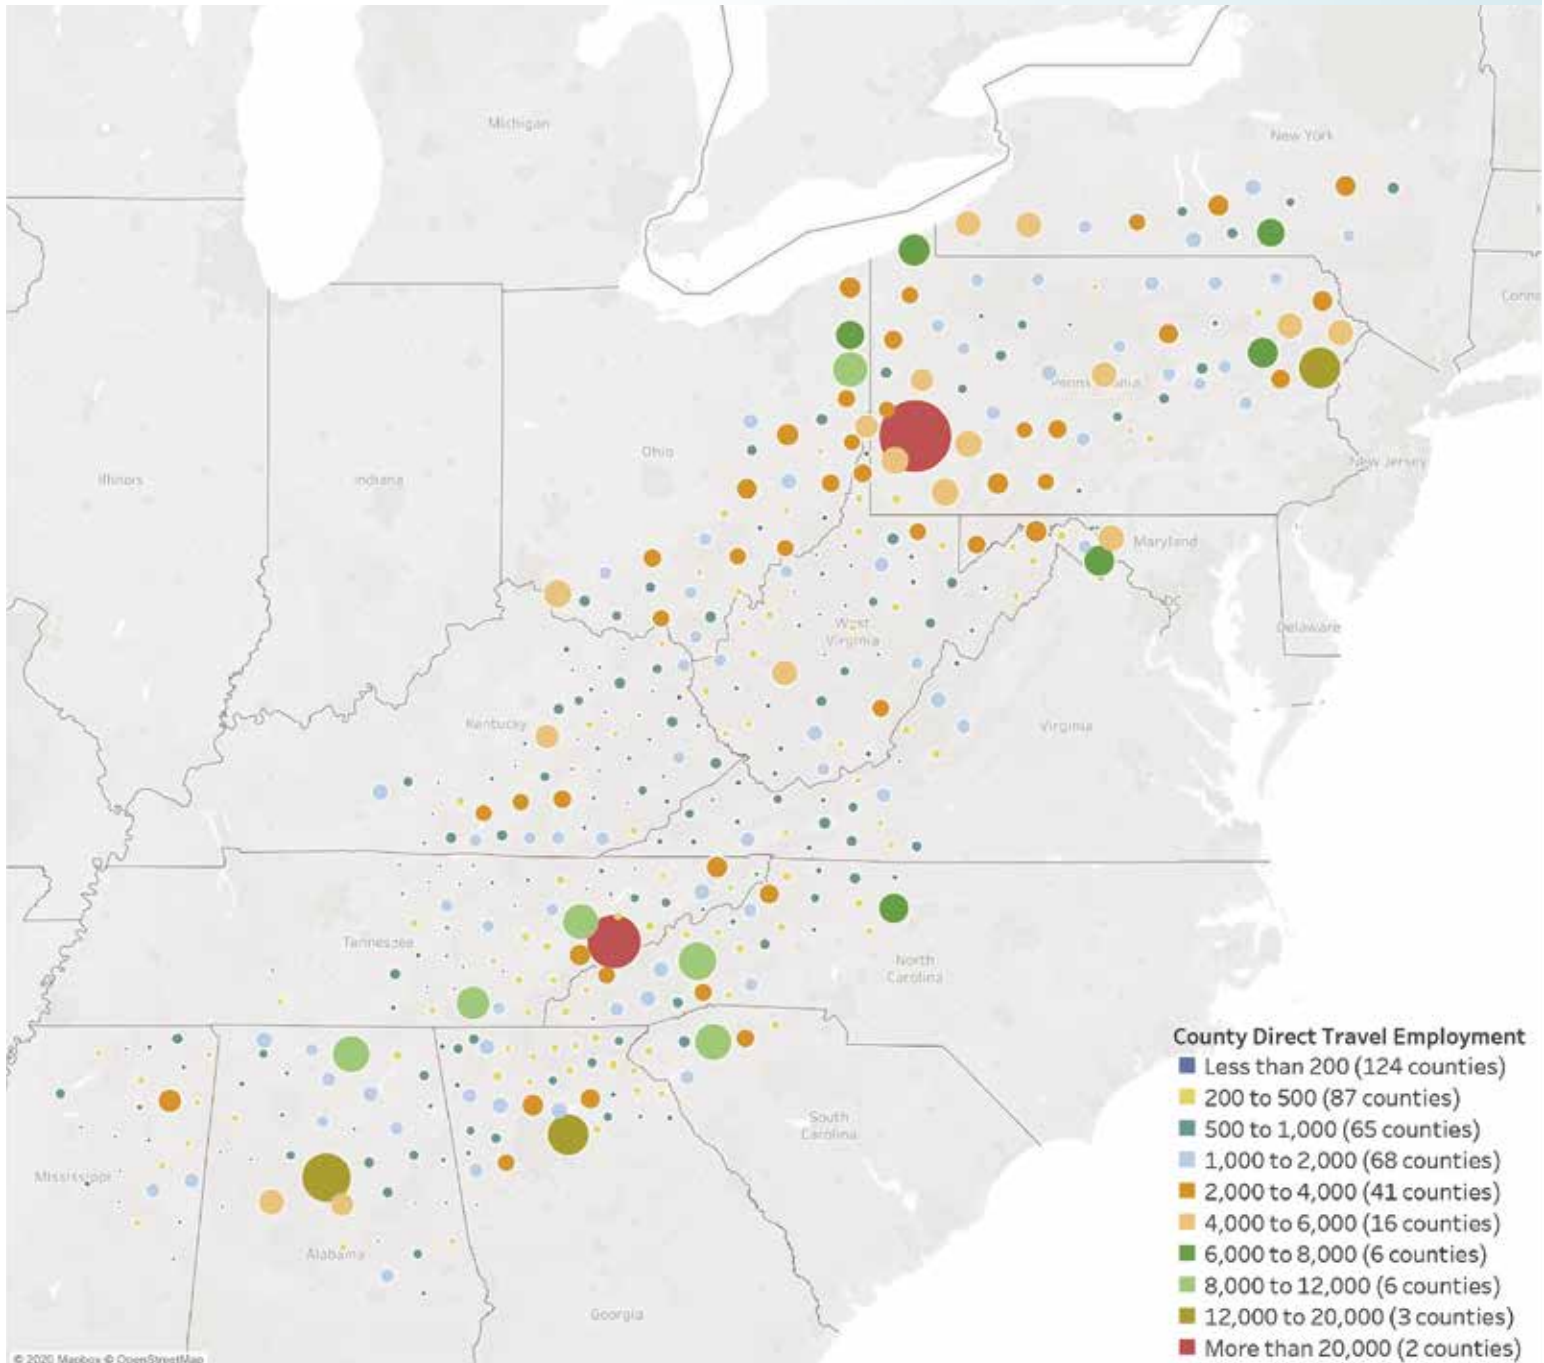 Michigan
New York
Conne
Pennsylvania
Ohio
Illinois
Indiana
New Jersey
Maryland
West
Virginia
Delaware
Kentucky
Virginia
Tennessee
North
Carolina
County Direct Travel Employment
Less than 200 (124 counties)
200 to 500 (87 counties)
500 to 1,000 (65 counties)
South
Carolina
1,000 to 2,000 (68 counties)
Mississippi
2,000 to 4,000 (41 counties)
4,000 to 6,000 (16 counties)
Alabama
6,000 to 8,000 (6 counties)
8,000 to 12,000 (6 counties)
Georgia
12,000 to 20,000 (3 counties)
More than 20,000 (2 counties)
© 2020 Mapbox © OpenStreetMap